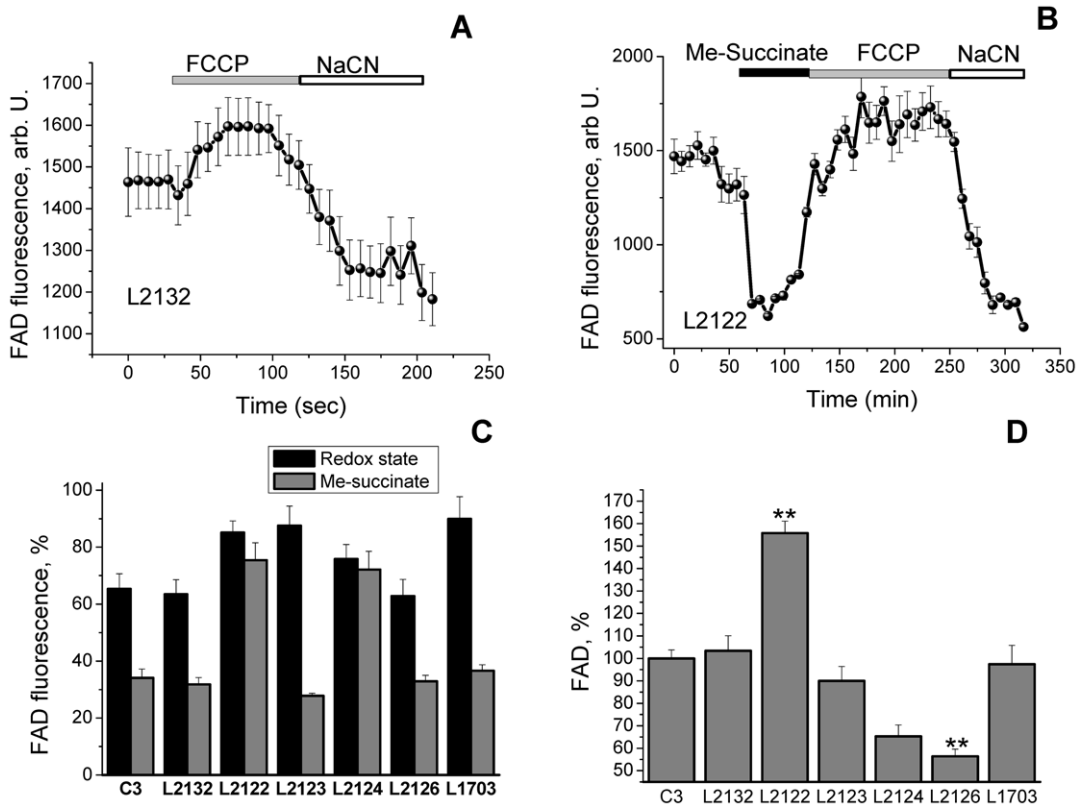 A
FCCP NaCN
1700
1600
1500
1400
1300
1200
1100
FAD fluorescence, arb. U.
L2132
0 50 100 150 200 250
Time (sec)
B
Me-Succinate FCCP NaCN
2000
1500
1000
500
FAD fluorescence, arb U.
L2122
0 50 100 150 200 250 300 350
Time (min)
C
Redox state
Me-succinate
100
80
60
40
20
0
FAD fluorescence, %
C3 L2132 L2122 L2123 L2124 L2126 L1703
D
170
160
150
140
130
120
110
100
90
80
70
60
50
FAD, %
**
**
C3 L2132 L2122 L2123 L2124 L2126 L1703